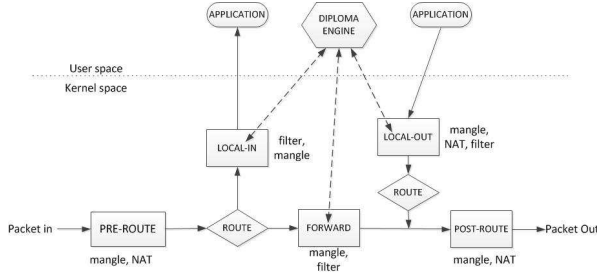 APPLICATION
DIPLOMA
ENGINE
APPLICATION
User space
Kernel space
LOCAL-IN
filter,
mangle
LOCAL-OUT
mangle,
NAT, filter
ROUTE
Packet in
PRE-ROUTE
ROUTE
FORWARD
POST-ROUTE
Packet Out
mangle, NAT
mangle,
filter
mangle, NAT